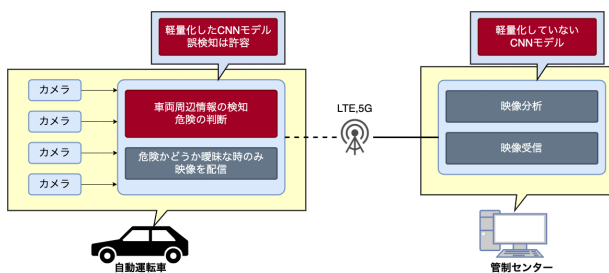 軽量化したCNNモデル
誤検知は許容
カメラ
カメラ
カメラ
カメラ
車両周辺情報の検知
危険の判断
危険かどうか曖昧な時のみ
映像を配信
自動運転車
LTE,5G
軽量化していない
CNNモデル
映像分析
映像受信
管制センター